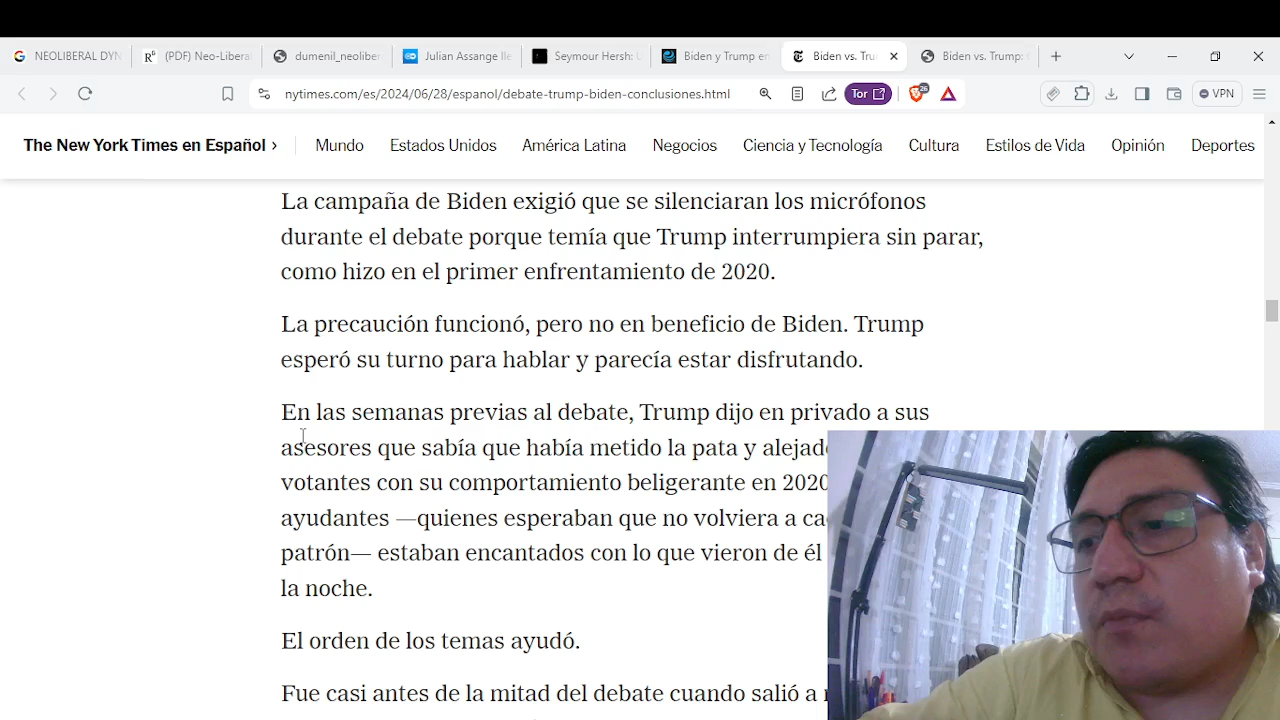 NEOLIBERAL DYN
(PDF) Neo-Libera
dumenil_neolibe
Julian Assange lle
Seymour Hersh: U
Biden y Trump en
Biden vs. Tru
Biden vs. Trump:
nytimes.com/es/2024/06/28/espanol/debate-trump-biden-conclusiones.html
Tor
26
VPN
The New York Times en Español
Mundo
Estados Unidos
América Latina
Negocios
Ciencia y Tecnología
Cultura
Estilos de Vida
Opinión
Deportes
La campaña de Biden exigió que se silenciaran los micrófonos
durante el debate porque temía que Trump interrumpiera sin parar,
como hizo en el primer enfrentamiento de 2020.
La precaución funcionó, pero no en beneficio de Biden. Trump
esperó su turno para hablar y parecía estar disfrutando.
En las semanas previas al debate, Trump dijo en privado a sus
asesores que sabía que había metido la pata y alejad
votantes con su comportamiento beligerante en 2020
ayudantes —quienes esperaban que no volviera a ca
patrón— estaban encantados con lo que vieron de él
la noche.
El orden de los temas ayudó.
Fue casi antes de la mitad del debate cuando salió a